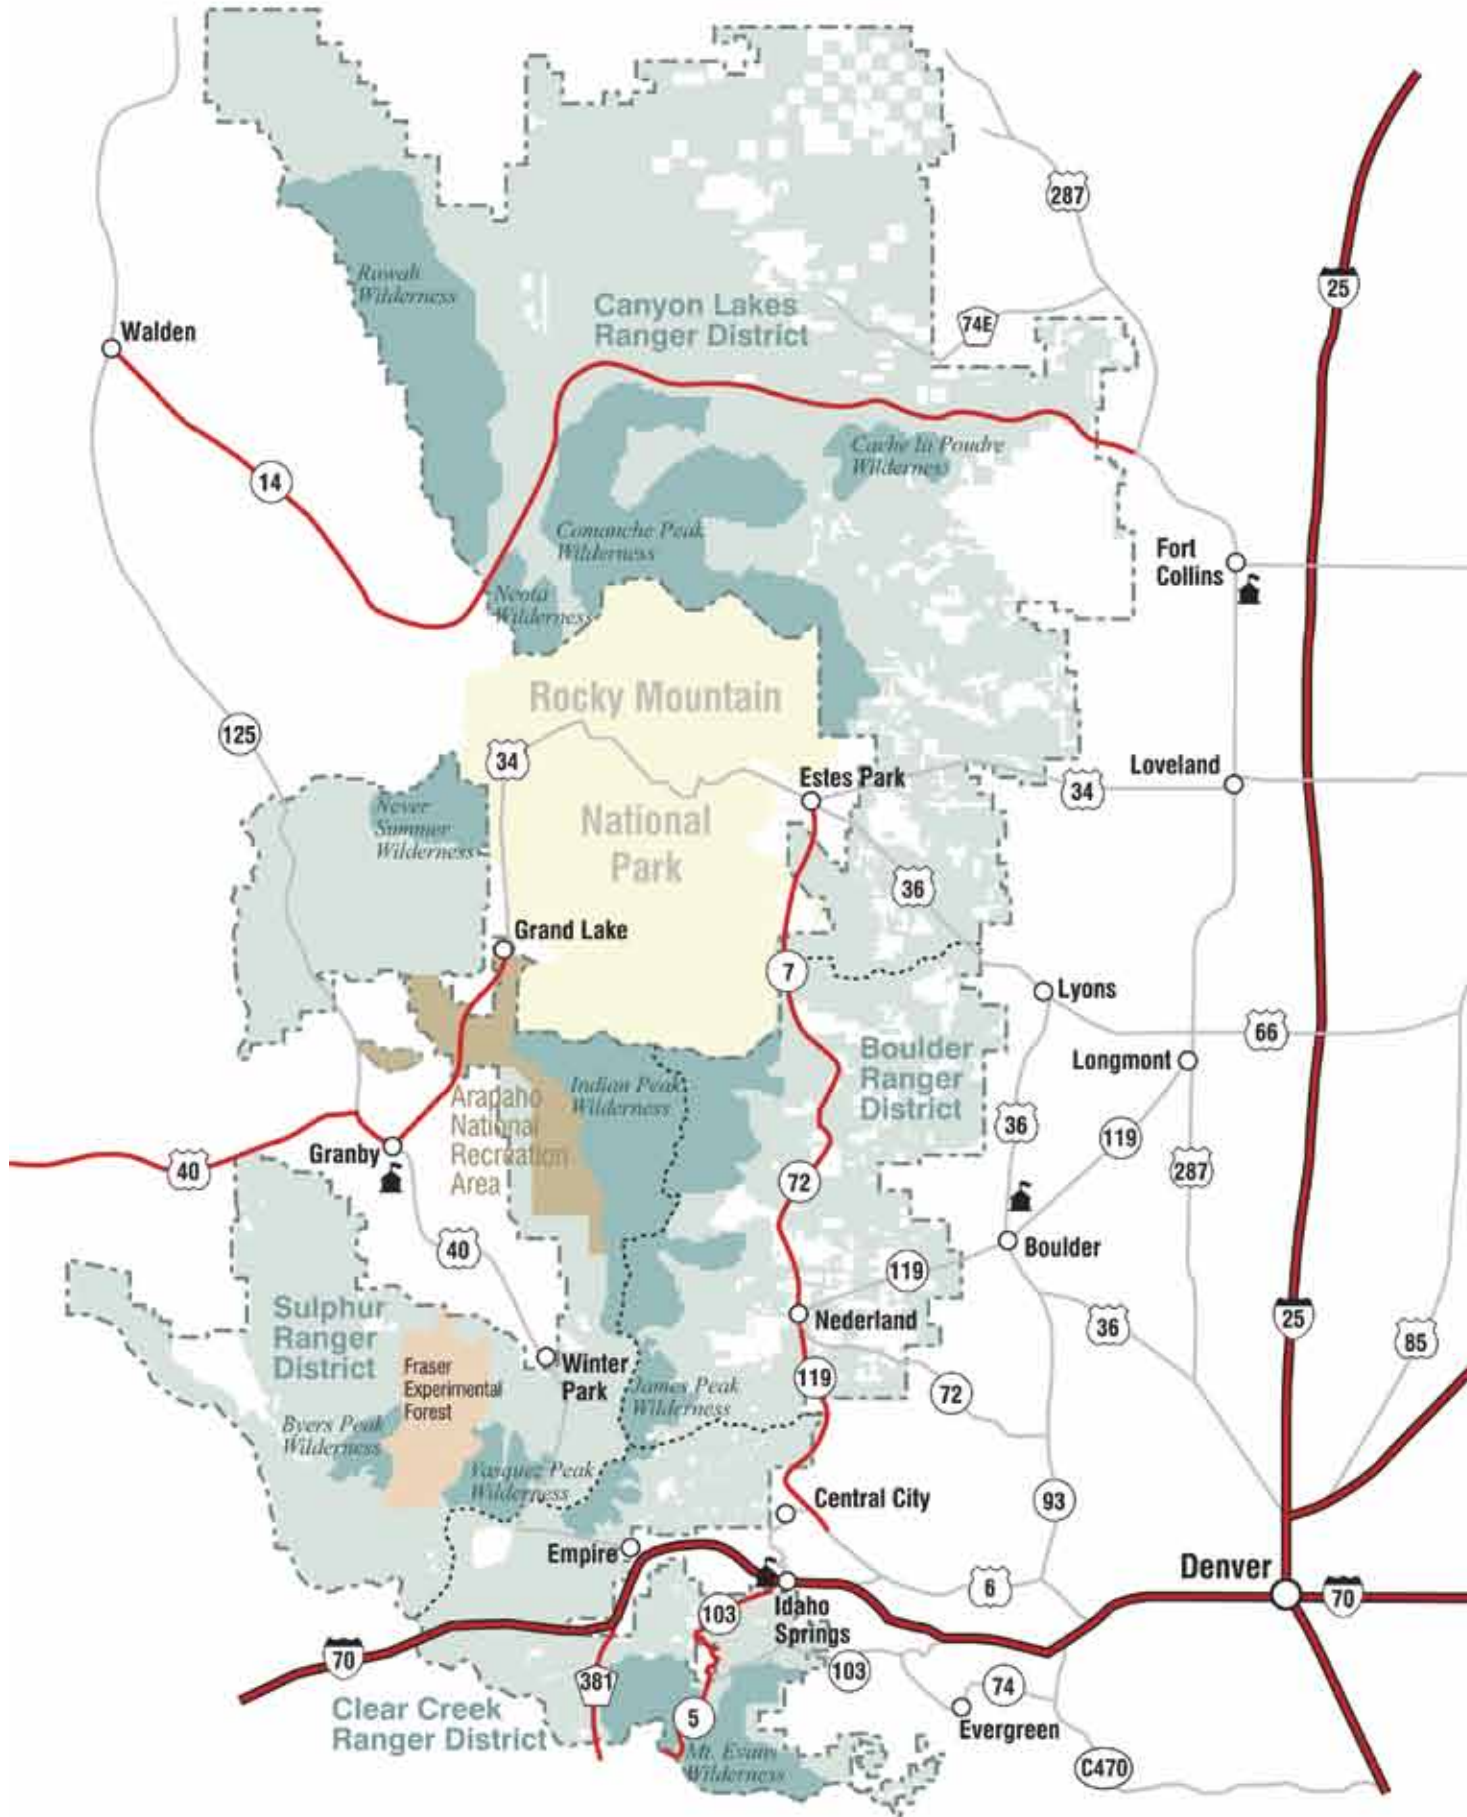 287
25
Rawah
Wilderness
Canyon Lakes
Ranger District
74E
Walden
Cache la Poudre
Wilderness
14
Comanche Peak
Wilderness
Fort
Collins
Neota
Wilderness
Rocky Mountain
125
34
Estes Park
Loveland
34
Never
Summer
Wilderness
National
Park
36
Grand Lake
7
Lyons
66
Boulder
Ranger
District
Longmont
Indian Peak
Wilderness
Arapaho
National
Recreation
Area
36
119
Granby
40
72
287
40
Boulder
119
Sulphur
Ranger
District
Nederland
36
25
85
Fraser
Experimental
Forest
Winter
Park
119
James Peak
Wilderness
72
Byers Peak
Wilderness
Vasquez Peak
Wilderness
Central City
93
Empire
Denver
6
70
103
Idaho
Springs
70
381
103
74
Clear Creek
Ranger District
5
Evergreen
Mt. Evans
Wilderness
C470